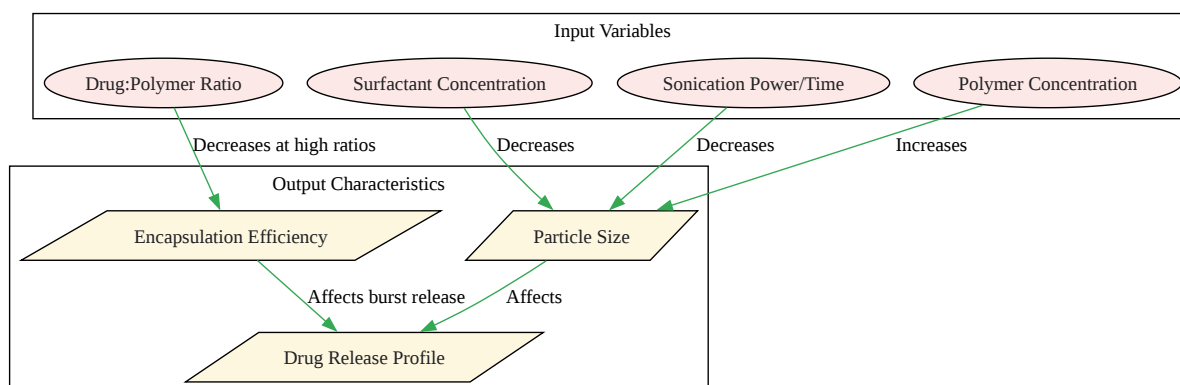 Input Variables
Drug:Polymer Ratio
Surfactant Concentration
Sonication Power/Time
Polymer Concentration
Decreases at high ratios
Decreases
Decreases
Increases
Output Characteristics
Encapsulation Efficiency
Particle Size
Affects burst release
Affects
Drug Release Profile